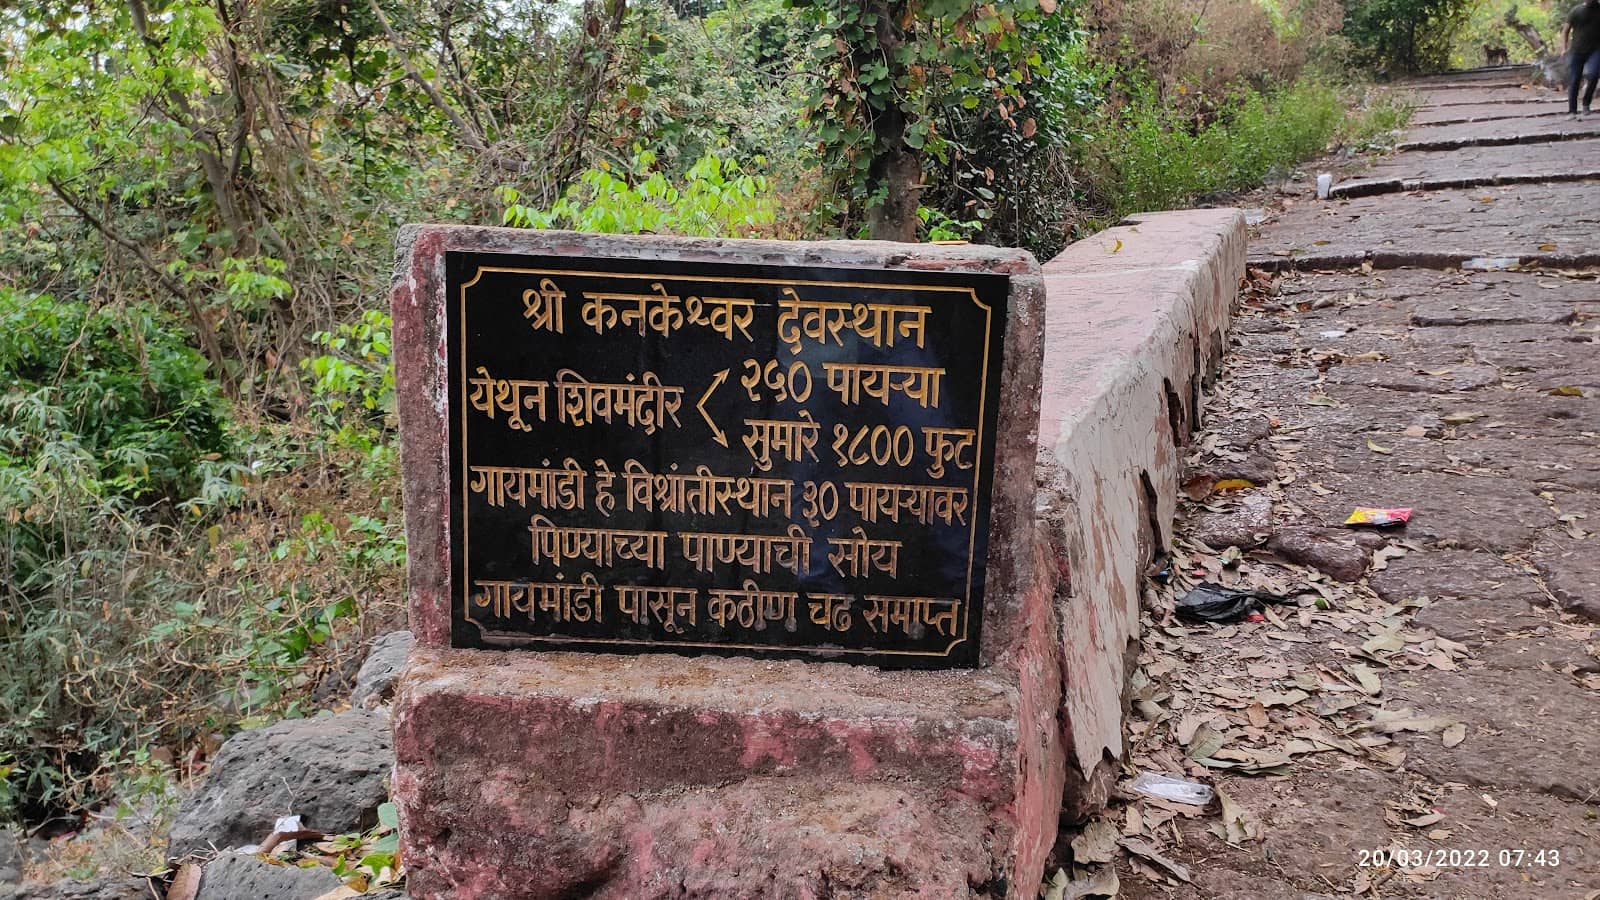 श्री कनकेश्वर देवस्थान
येथून शिवमंदीर २५० पायऱ्या
सुमारे १८०० फुट
गायमांडी हे विश्रांतीस्थान ३० पायऱ्यावर
पिण्याच्या पाण्याची सोय
गायमांडी पासून कठीण चढ समाप्त
20/03/2022 07:43